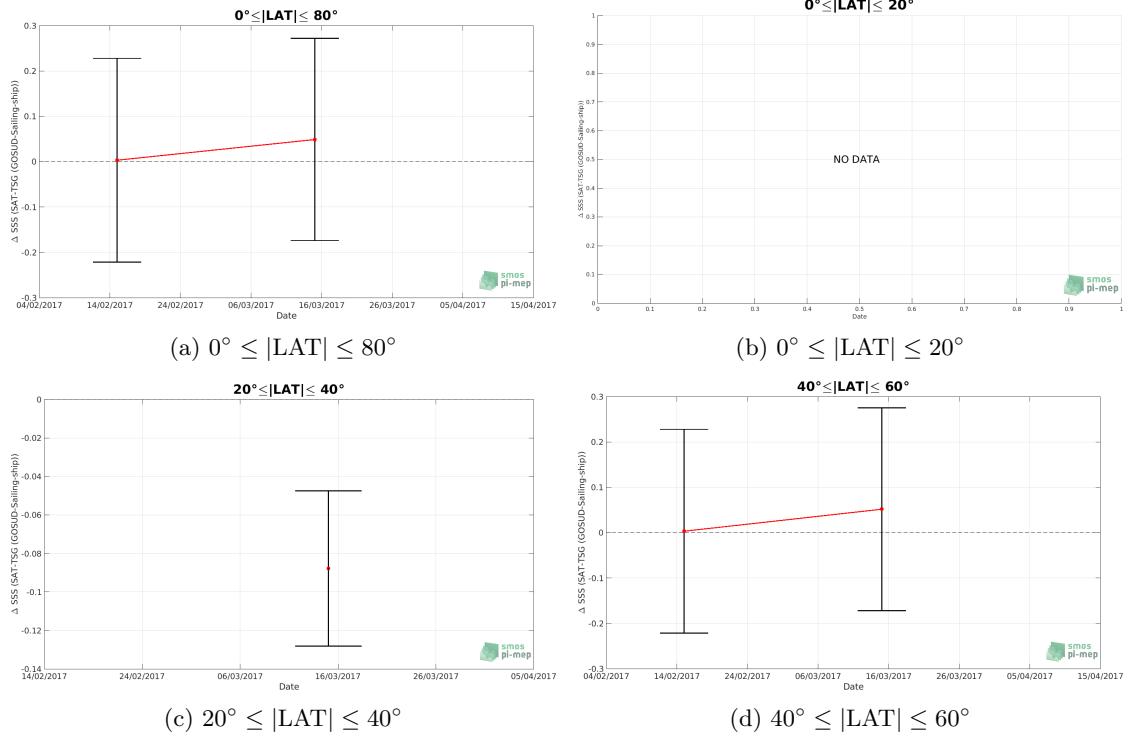 0°≤|LAT|≤ 80°
Δ SSS (SAT-TSG (GOSUD-Sailing-ship))
0.3
0.2
0.1
0
-0.1
-0.2
-0.3
04/02/2017 14/02/2017 24/02/2017 06/03/2017 16/03/2017 26/03/2017 05/04/2017 15/04/2017
Date
smos
pi-mep
(a) 0° ≤ |LAT| ≤ 80°
0°≤|LAT|≤ 20°
Δ SSS (SAT-TSG (GOSUD-Sailing-ship))
1
0.9
0.8
0.7
0.6
0.5
0.4
0.3
0.2
0.1
0
NO DATA
0 0.1 0.2 0.3 0.4 0.5 0.6 0.7 0.8 0.9 1
Date
smos
pi-mep
(b) 0° ≤ |LAT| ≤ 20°
20°≤|LAT|≤ 40°
Δ SSS (SAT-TSG (GOSUD-Sailing-ship))
0
-0.02
-0.04
-0.06
-0.08
-0.1
-0.12
-0.14
14/02/2017 24/02/2017 06/03/2017 16/03/2017 26/03/2017 05/04/2017
Date
smos
pi-mep
(c) 20° ≤ |LAT| ≤ 40°
40°≤|LAT|≤ 60°
Δ SSS (SAT-TSG (GOSUD-Sailing-ship))
0.3
0.2
0.1
0
-0.1
-0.2
-0.3
04/02/2017 14/02/2017 24/02/2017 06/03/2017 16/03/2017 26/03/2017 05/04/2017 15/04/2017
Date
smos
pi-mep
(d) 40° ≤ |LAT| ≤ 60°